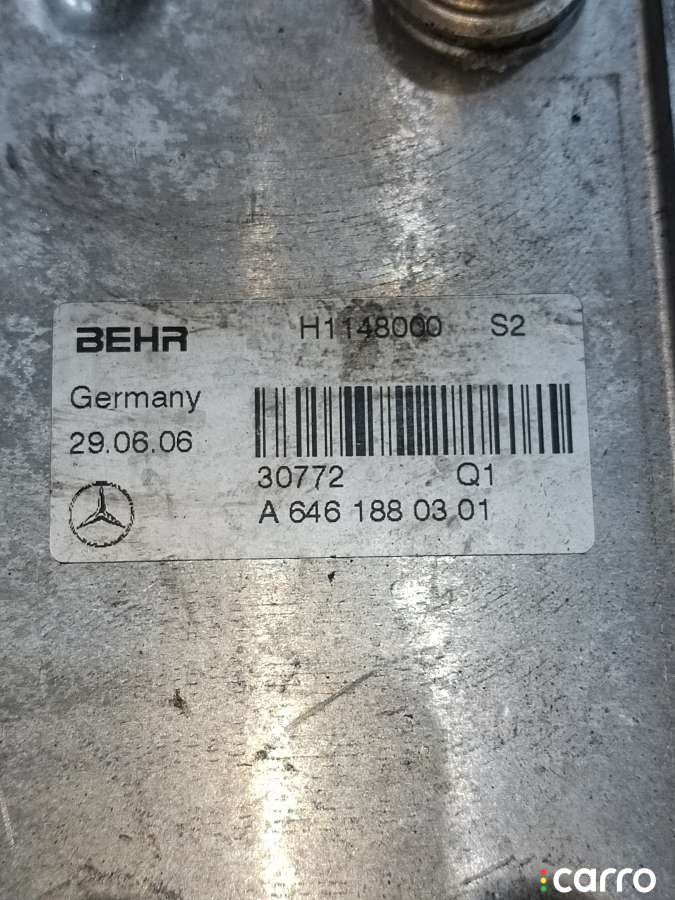 BEHR H1148000 S2
Germany
29.06.06
30772 Q1
A 646 188 03 01
carro